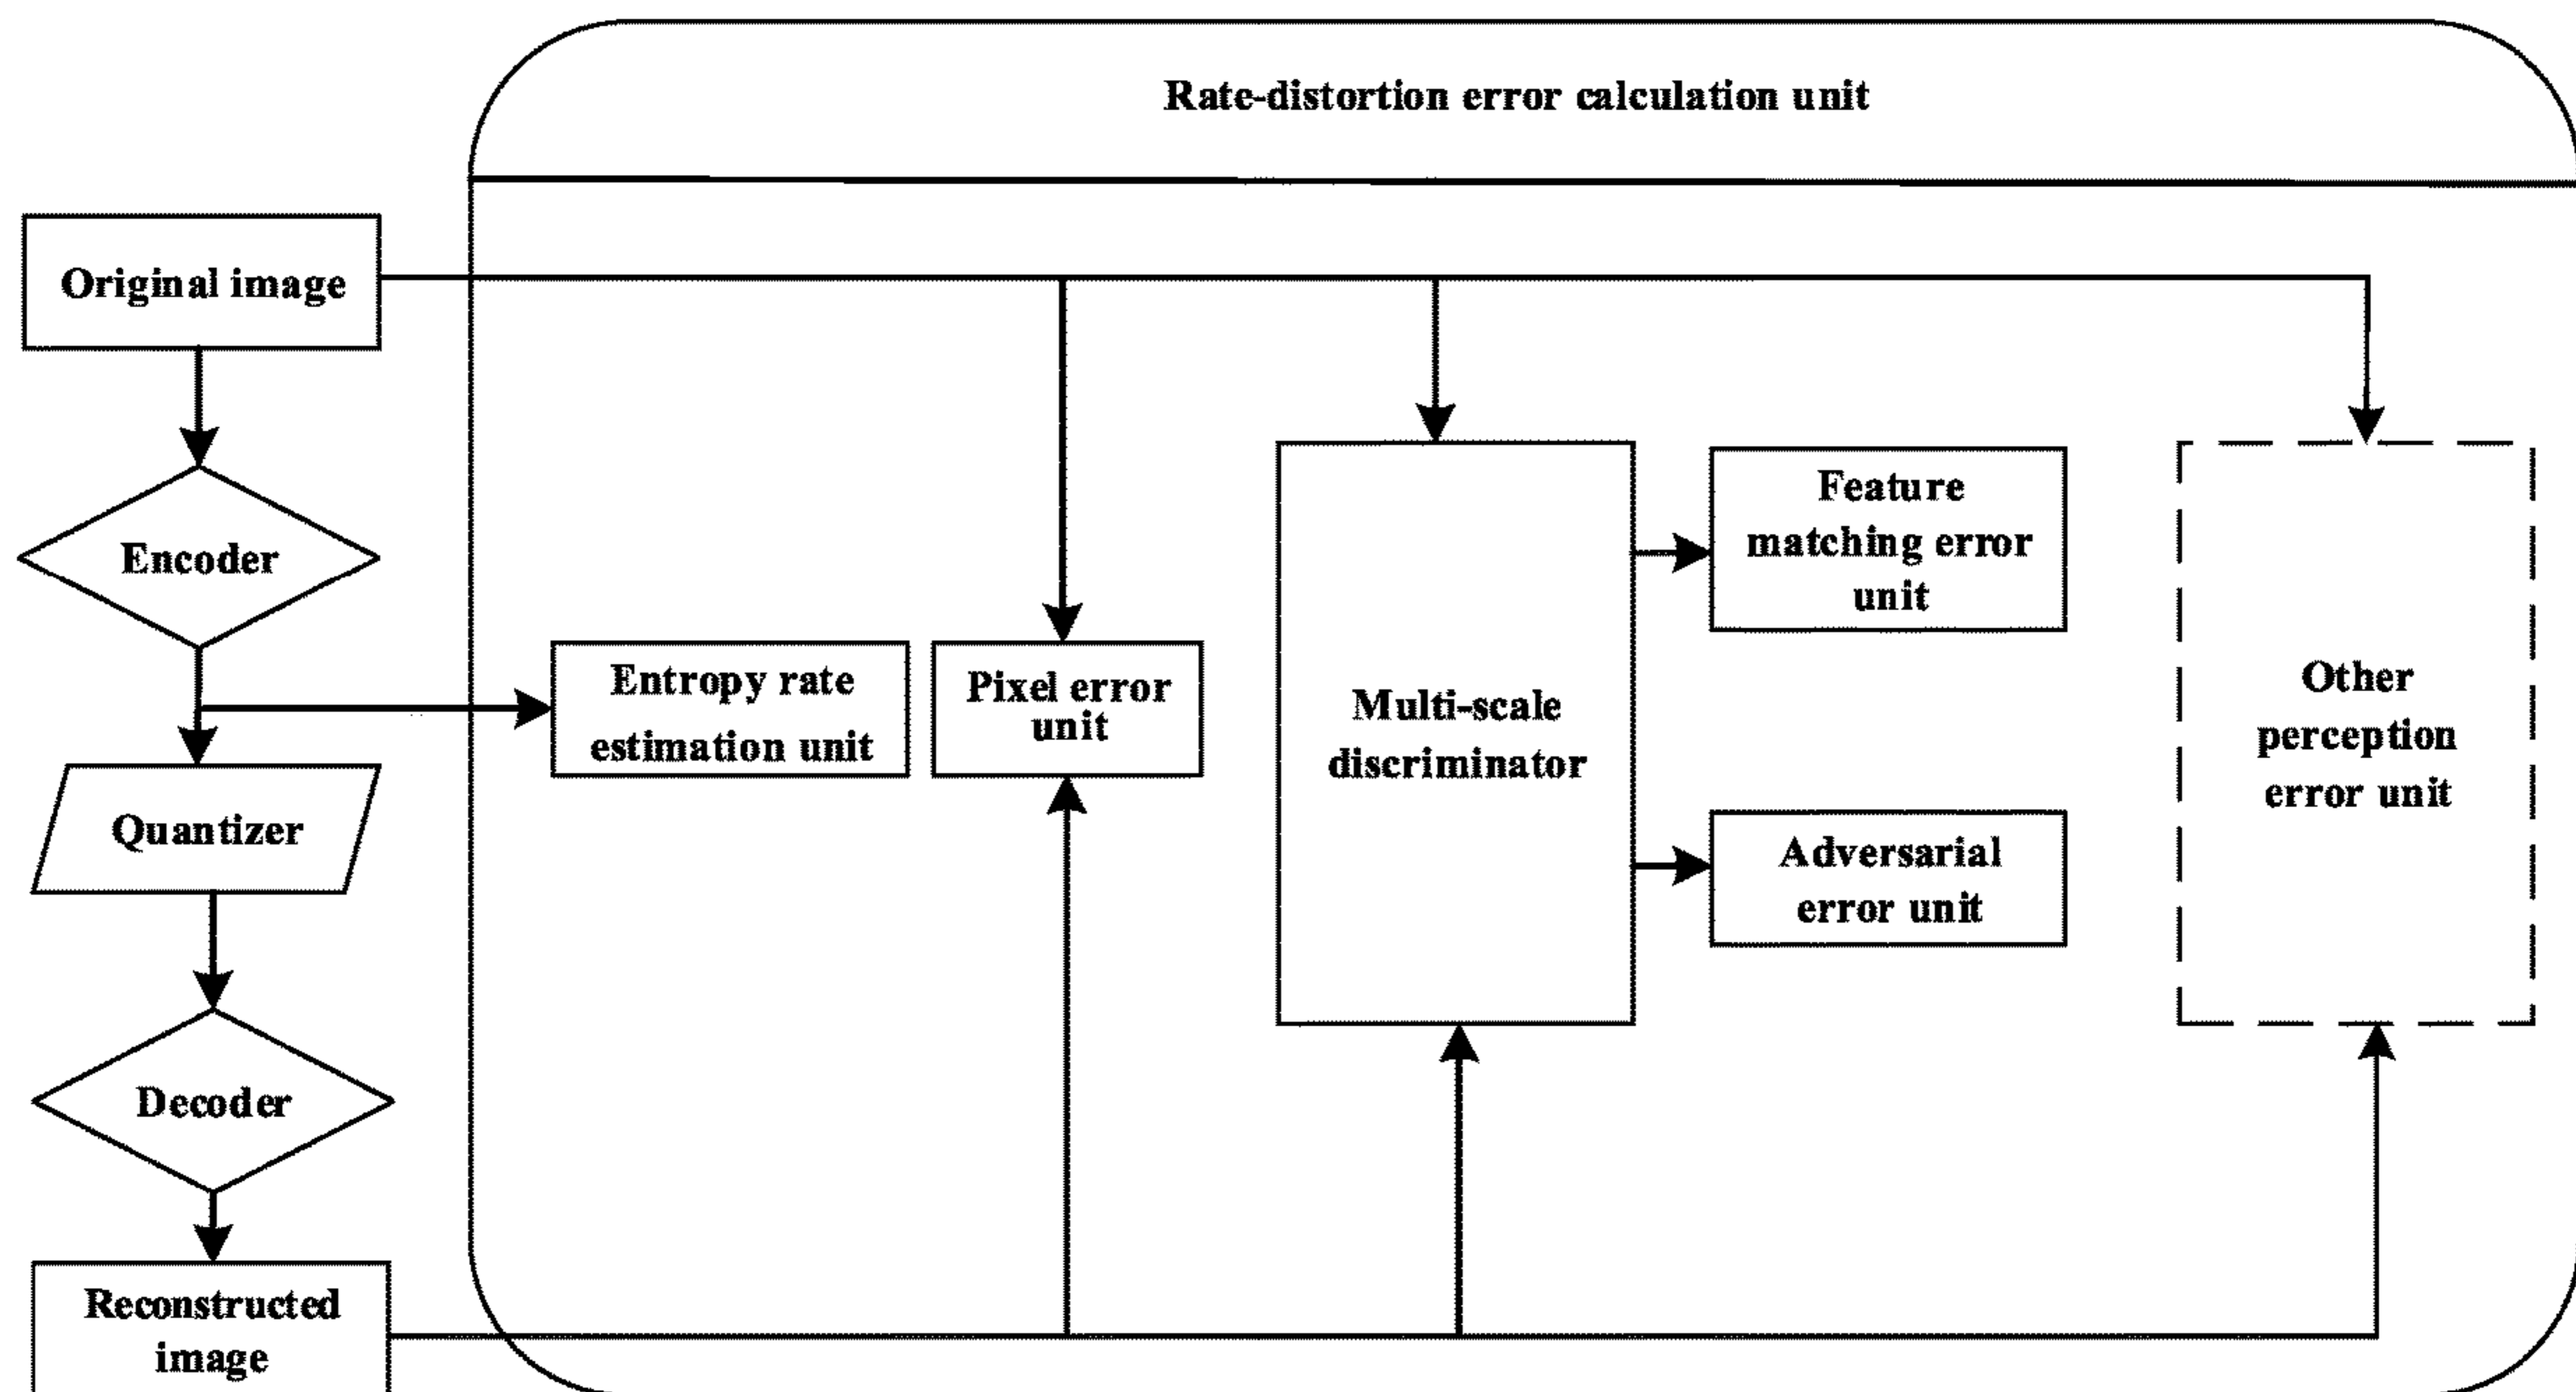 Rate-distortion error calculation unit
Original image
Encoder
Quantizer
Decoder
Reconstructed
image
Entropy rate
estimation unit
Pixel error
unit
Multi-scale
discriminator
Feature
matching error
unit
Adversarial
error unit
Other
perception
error unit